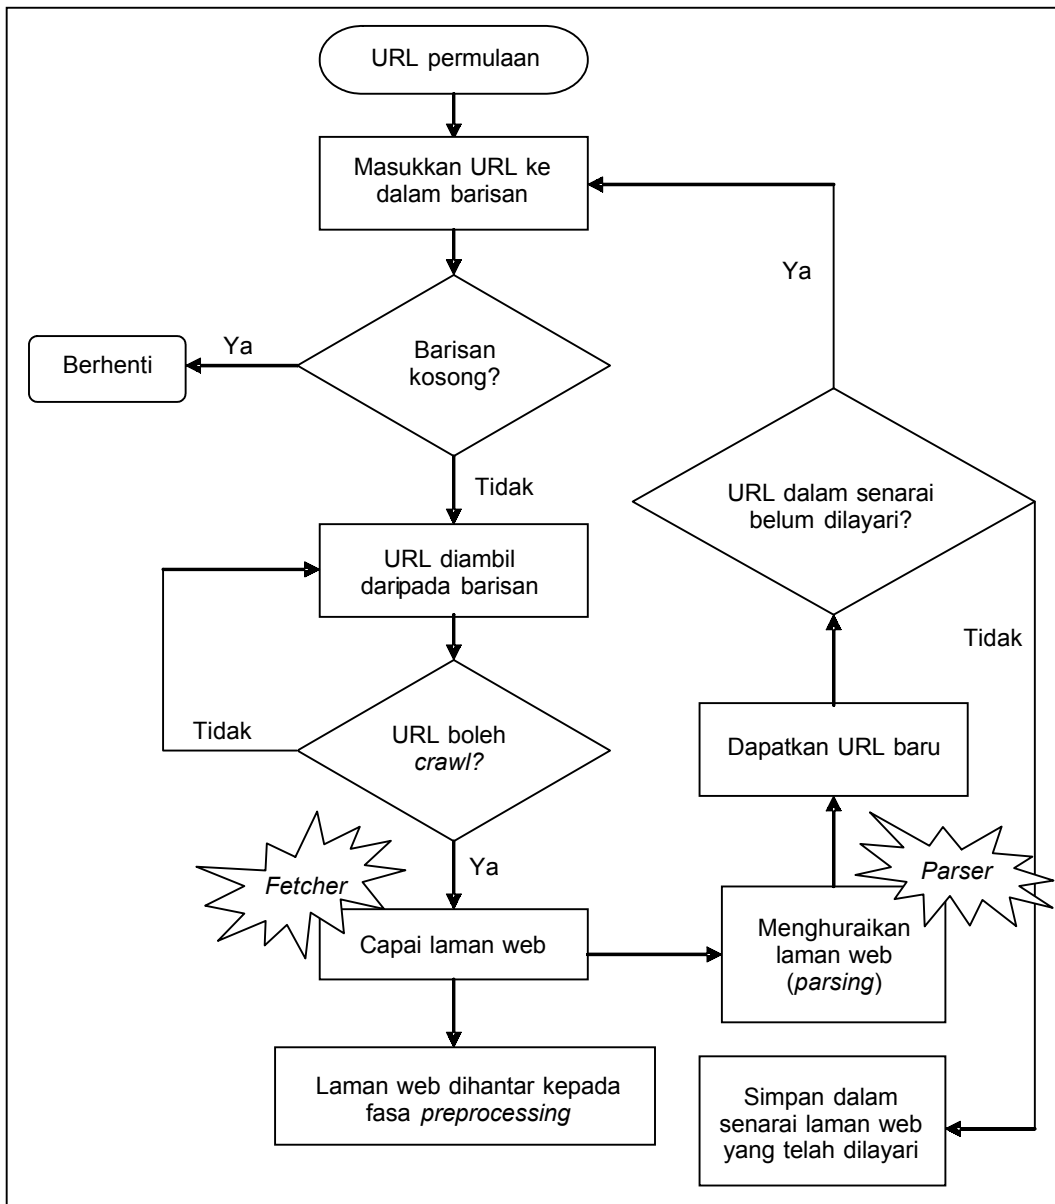 URL permulaan
Masukkan URL ke
dalam barisan
Ya
Barisan
kosong?
Ya
Berhenti
Tidak
URL dalam senarai
belum dilayari?
URL diambil
daripada barisan
Tidak
URL boleh
crawl?
Tidak
Dapatkan URL baru
Ya
Fetcher
Parser
Capai laman web
Menghuraikan
laman web
(parsing)
Laman web dihantar kepada
fasa preprocessing
Simpan dalam
senarai laman web
yang telah dilayari